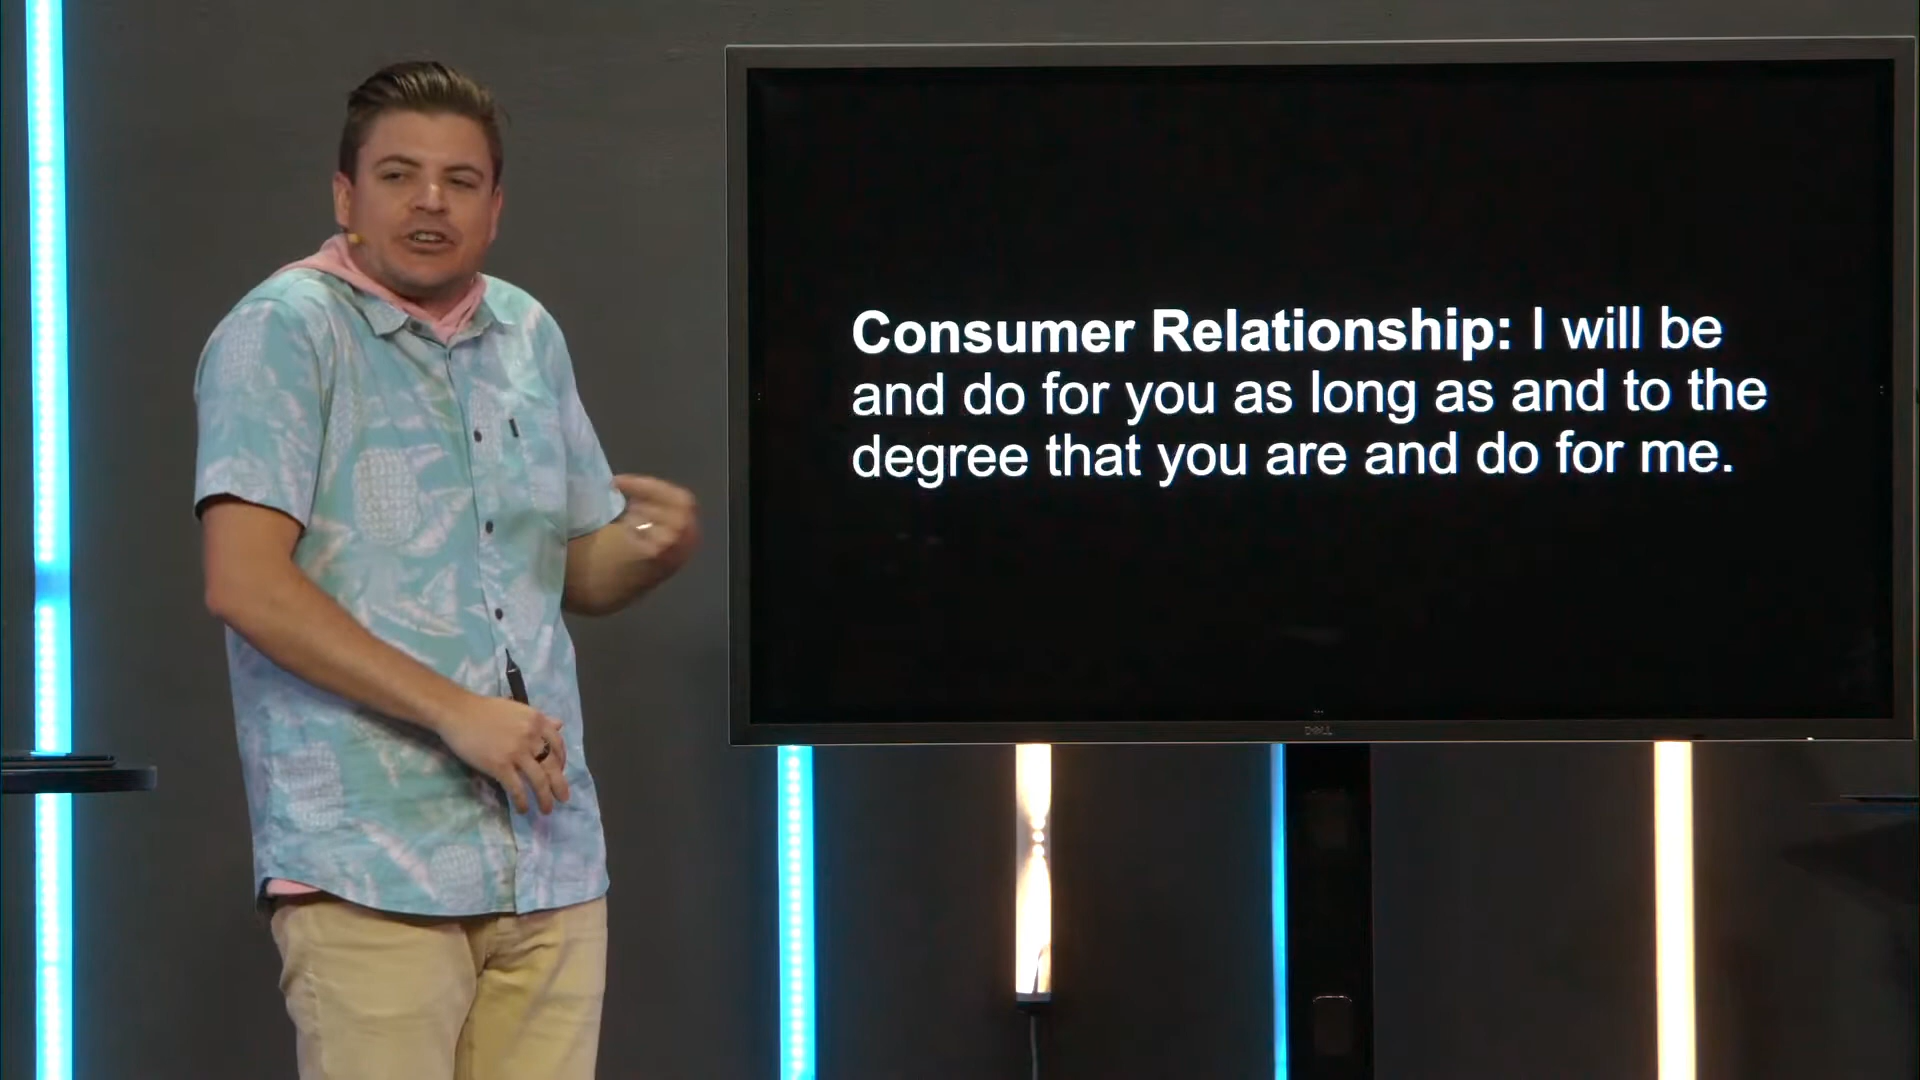 Consumer Relationship: I will be
and do for you as long as and to the
degree that you are and do for me.
DELL